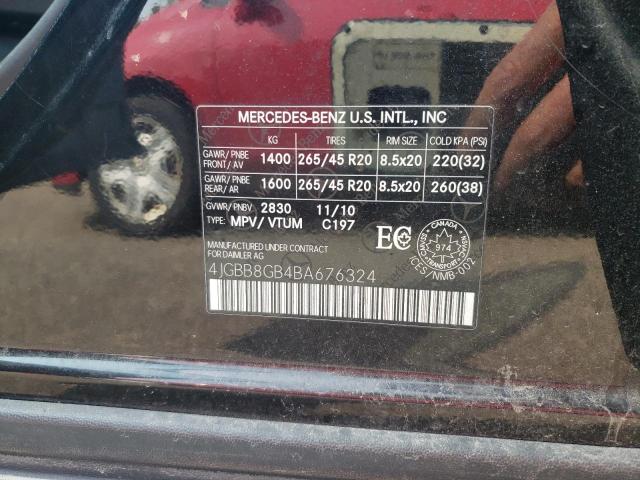 MERCEDES-BENZ U.S. INTL., INC
KG TIRES RIM SIZE COLD KPA (PSI)
GAWR/PNBE FRONT/AV 1400 265/45 R20 8.5x20 220(32)
GAWR/PNBE REAR/AR 1600 265/45 R20 8.5x20 260(38)
GVWR/PNBV 2830 11/10
TYPE: MPV/VTUM C197
MANUFACTURED UNDER CONTRACT
FOR DAIMLER AG
4JGBB8GB4BA676324
EC
CANADA
974
TRANSPORT
ICES/NMB-002